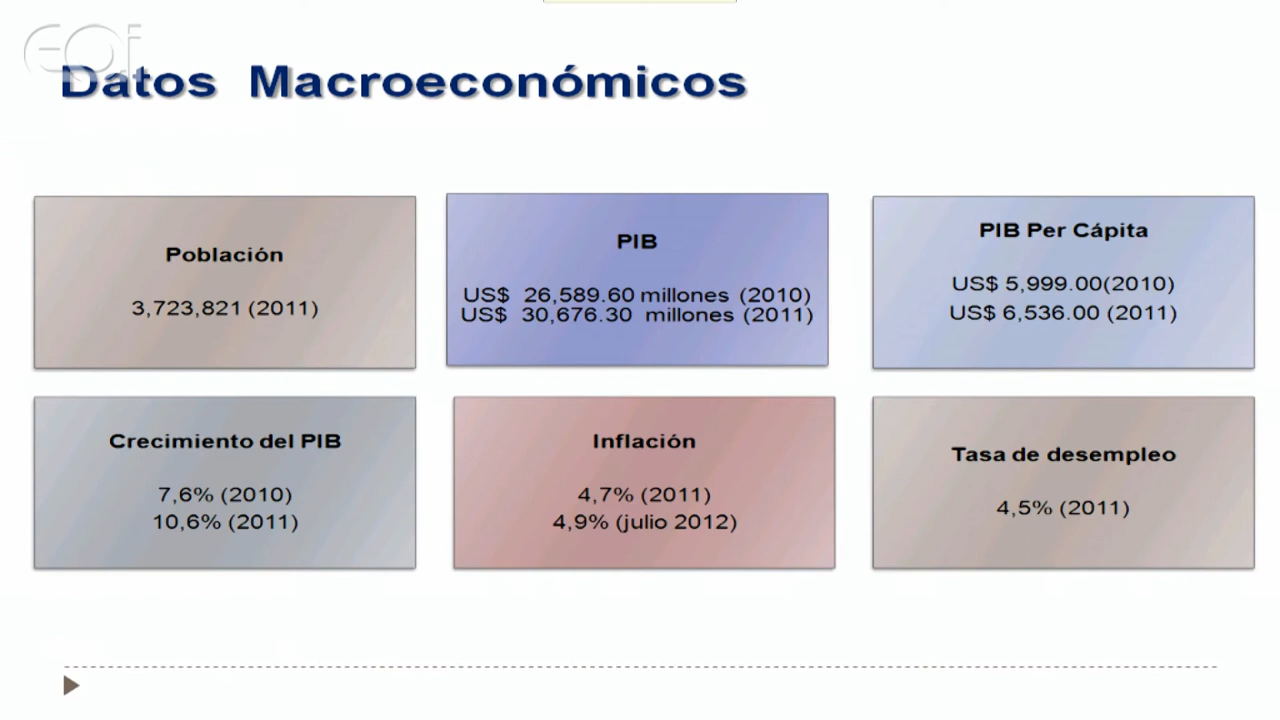 eoi
Datos Macroeconómicos
Población
3,723,821 (2011)
PIB
US$ 26,589.60 millones (2010)
US$ 30,676.30 millones (2011)
PIB Per Cápita
US$ 5,999.00(2010)
US$ 6,536.00 (2011)
Crecimiento del PIB
7,6% (2010)
10,6% (2011)
Inflación
4,7% (2011)
4,9% (julio 2012)
Tasa de desempleo
4,5% (2011)